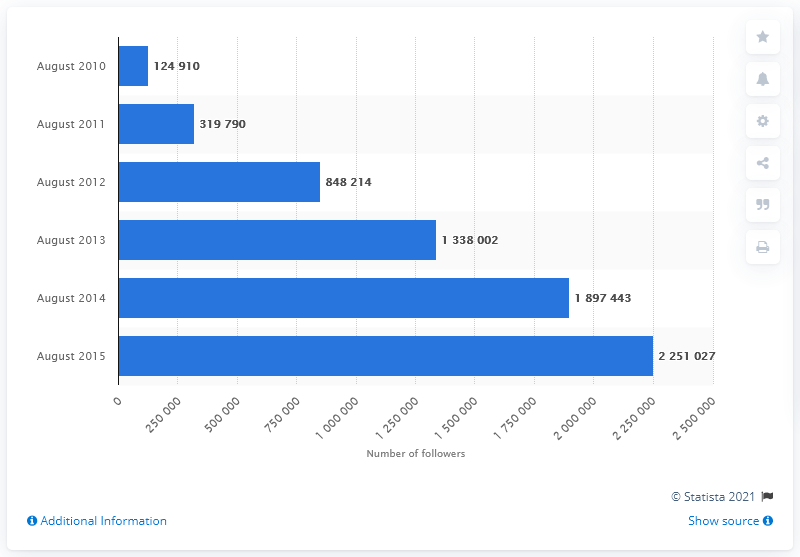 August 2010 124 910
August 2011 319 790
August 2012 848 214
August 2013 1 338 002
August 2014 1 897 443
August 2015 2 251 027
0 250 000 500 000 750 000 1 000 000 1 250 000 1 500 000 1 750 000 2 000 000 2 250 000 2 500 000
Number of followers
© Statista 2021
Additional Information Show source